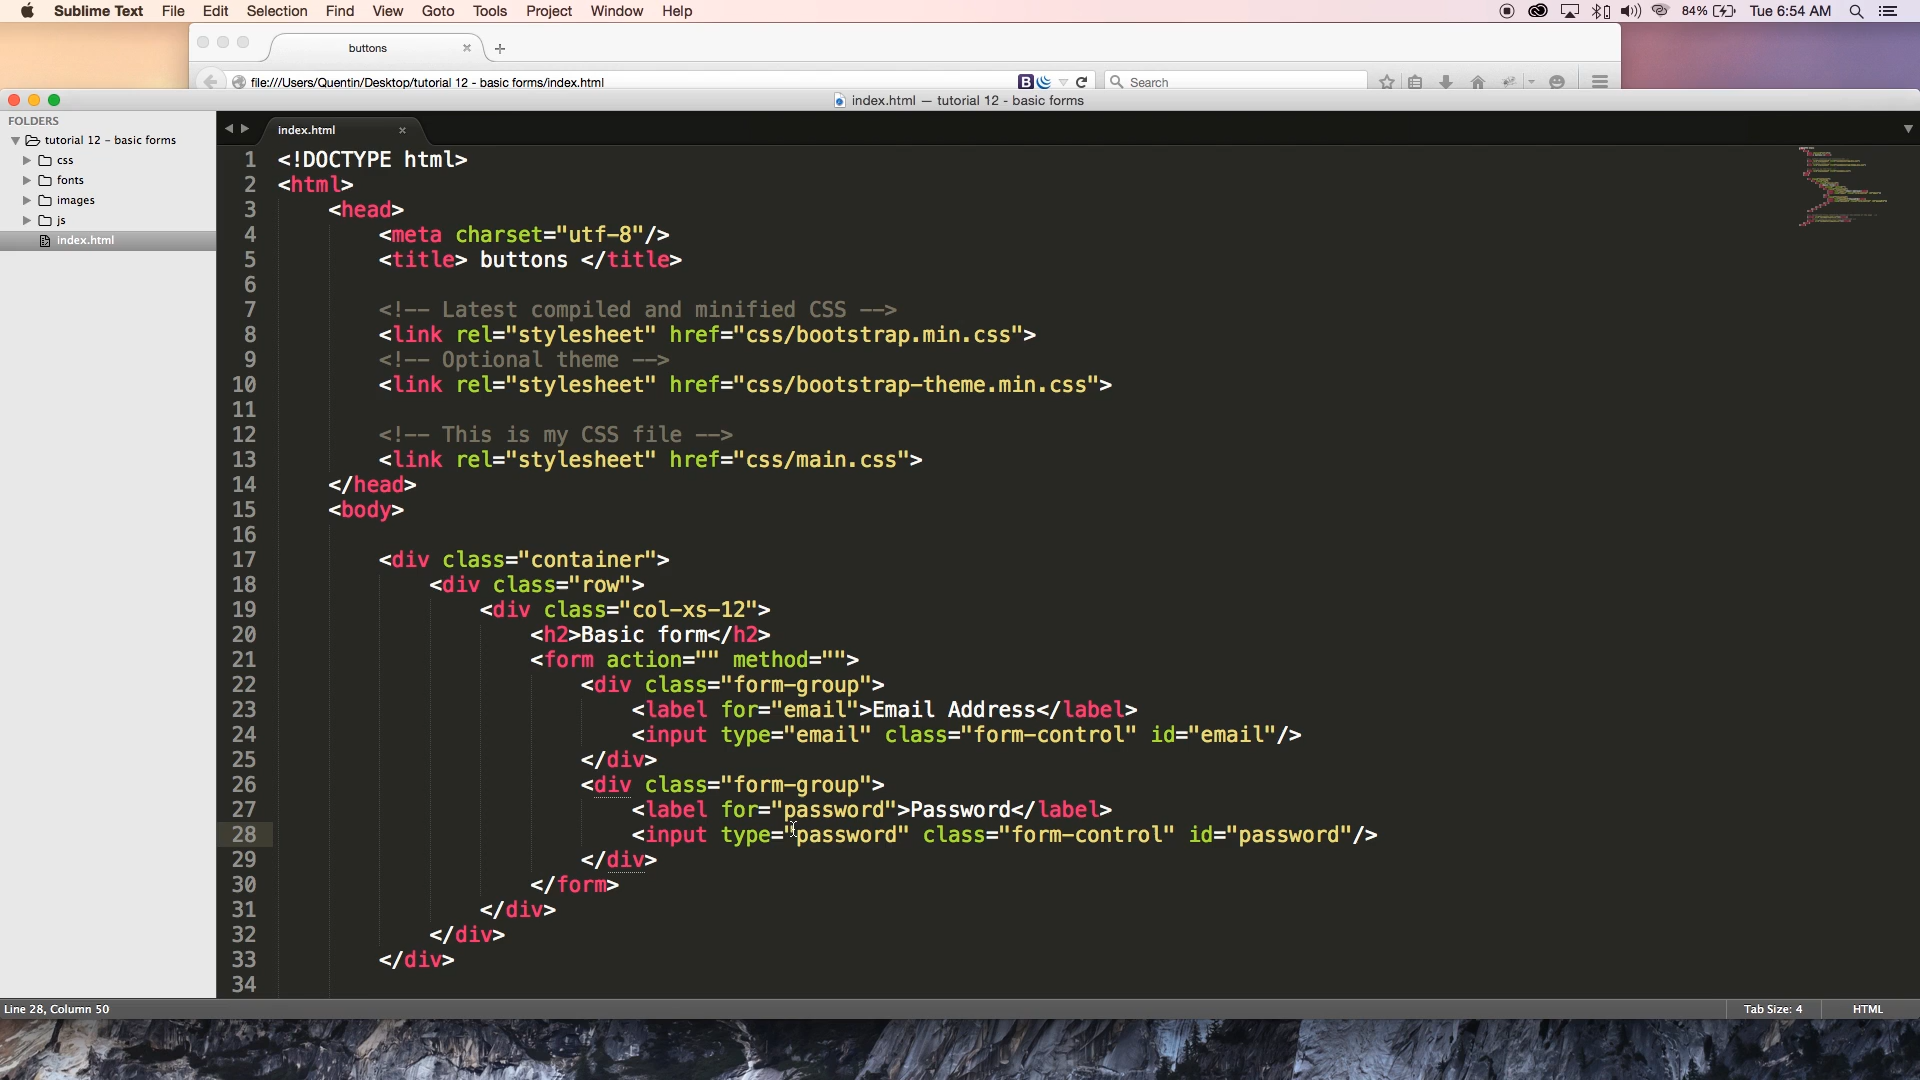 Sublime Text File Edit Selection Find View Goto Tools Project Window Help 84% Tue 6:54 AM
buttons
file:///Users/Quentin/Desktop/tutorial 12 - basic forms/index.html B Search
index.html — tutorial 12 - basic forms
FOLDERS
tutorial 12 - basic forms
css
fonts
images
js
index.html
index.html
1 <!DOCTYPE html>
2 <html>
3 <head>
4 <meta charset="utf-8"/>
5 <title> buttons </title>
6
7 <!-- Latest compiled and minified CSS -->
8 <link rel="stylesheet" href="css/bootstrap.min.css">
9 <!-- Optional theme -->
10 <link rel="stylesheet" href="css/bootstrap-theme.min.css">
11
12 <!-- This is my CSS file -->
13 <link rel="stylesheet" href="css/main.css">
14 </head>
15 <body>
16
17 <div class="container">
18 <div class="row">
19 <div class="col-xs-12">
20 <h2>Basic form</h2>
21 <form action="" method="">
22 <div class="form-group">
23 <label for="email">Email Address</label>
24 <input type="email" class="form-control" id="email"/>
25 </div>
26 <div class="form-group">
27 <label for="password">Password</label>
28 <input type="password" class="form-control" id="password"/>
29 </div>
30 </form>
31 </div>
32 </div>
33 </div>
34
Line 28, Column 50 Tab Size: 4 HTML